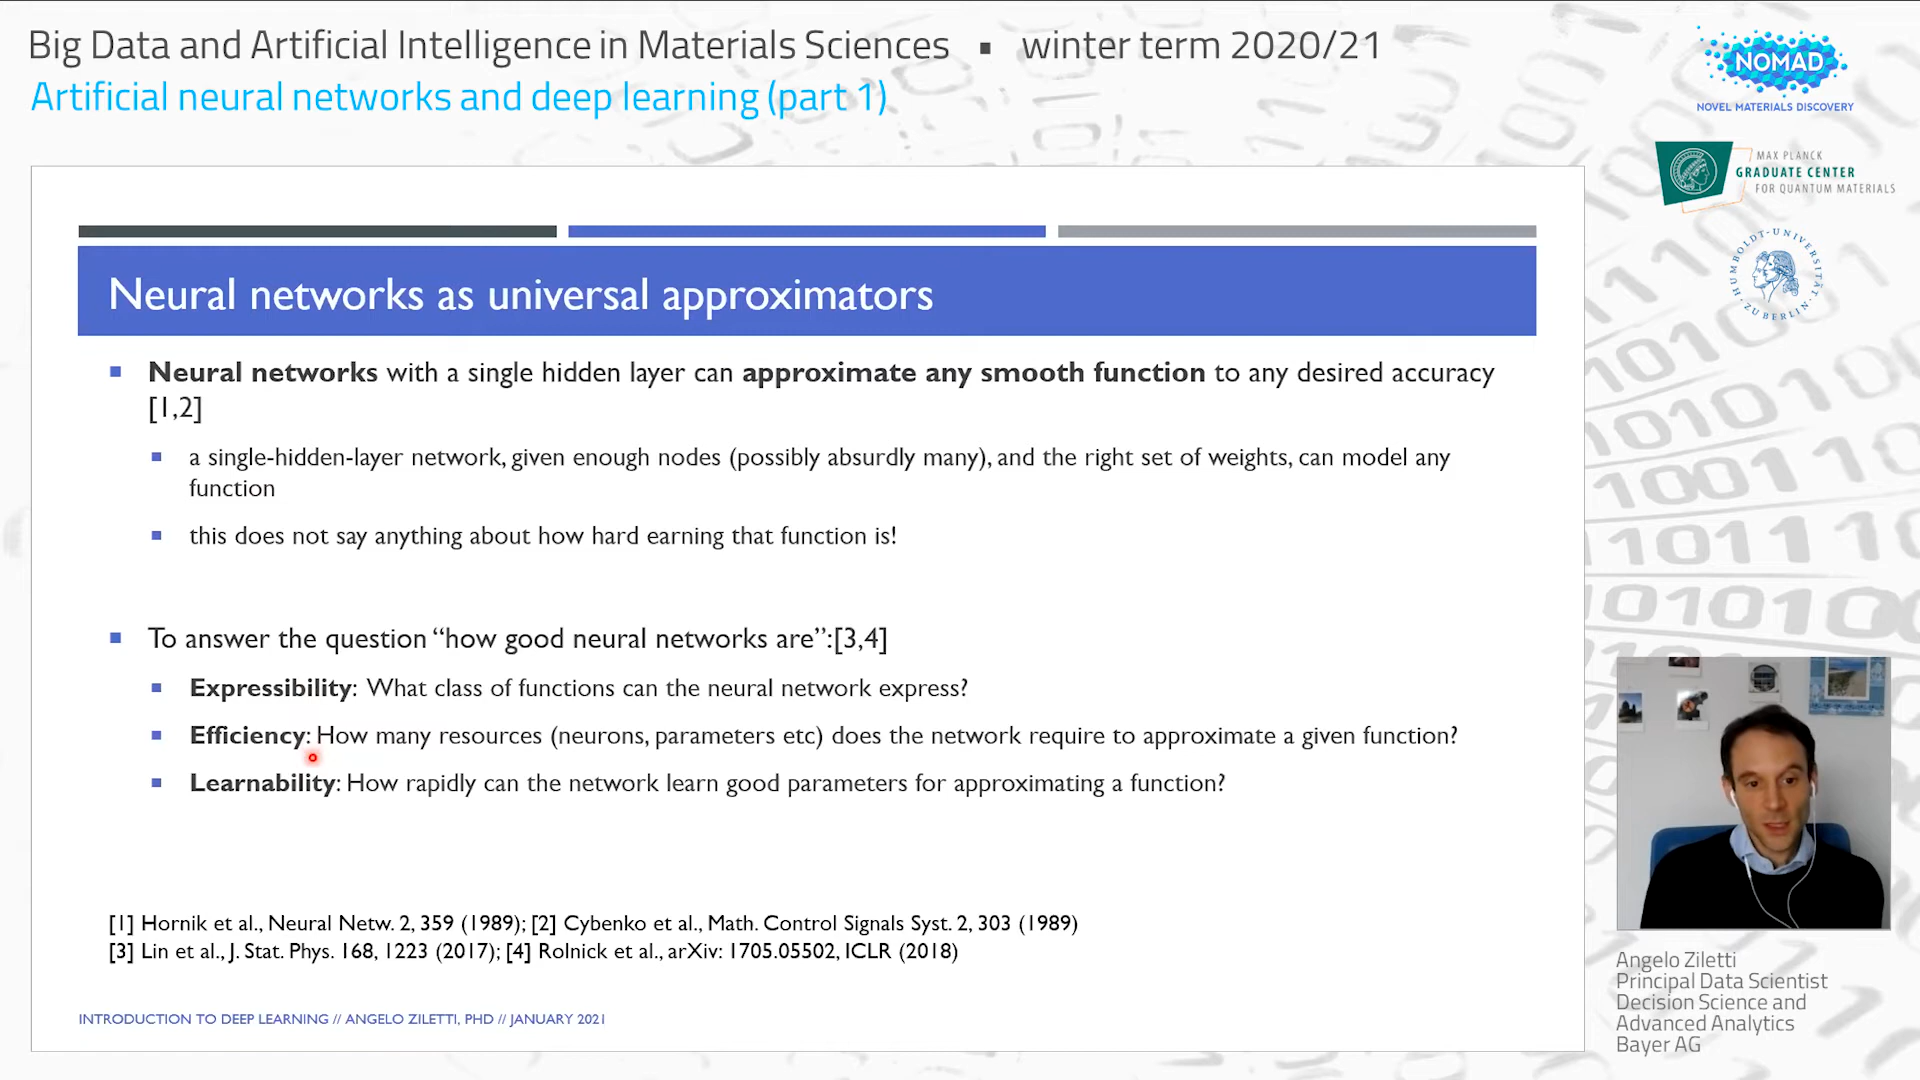 Big Data and Artificial Intelligence in Materials Sciences ▪ winter term 2020/21
Artificial neural networks and deep learning (part 1)
NOMAD
NOVEL MATERIALS DISCOVERY
MAX PLANCK
GRADUATE CENTER
FOR QUANTUM MATERIALS
HUMBOLDT-UNIVERSITÄT
ZU BERLIN
Neural networks as universal approximators
▪ Neural networks with a single hidden layer can approximate any smooth function to any desired accuracy
[1,2]
▪ a single-hidden-layer network, given enough nodes (possibly absurdly many), and the right set of weights, can model any
function
▪ this does not say anything about how hard earning that function is!
▪ To answer the question “how good neural networks are”:[3,4]
▪ Expressibility: What class of functions can the neural network express?
▪ Efficiency: How many resources (neurons, parameters etc) does the network require to approximate a given function?
▪ Learnability: How rapidly can the network learn good parameters for approximating a function?
[1] Hornik et al., Neural Netw. 2, 359 (1989); [2] Cybenko et al., Math. Control Signals Syst. 2, 303 (1989)
[3] Lin et al., J. Stat. Phys. 168, 1223 (2017); [4] Rolnick et al., arXiv: 1705.05502, ICLR (2018)
INTRODUCTION TO DEEP LEARNING // ANGELO ZILETTI, PHD // JANUARY 2021
Angelo Ziletti
Principal Data Scientist
Decision Science and
Advanced Analytics
Bayer AG